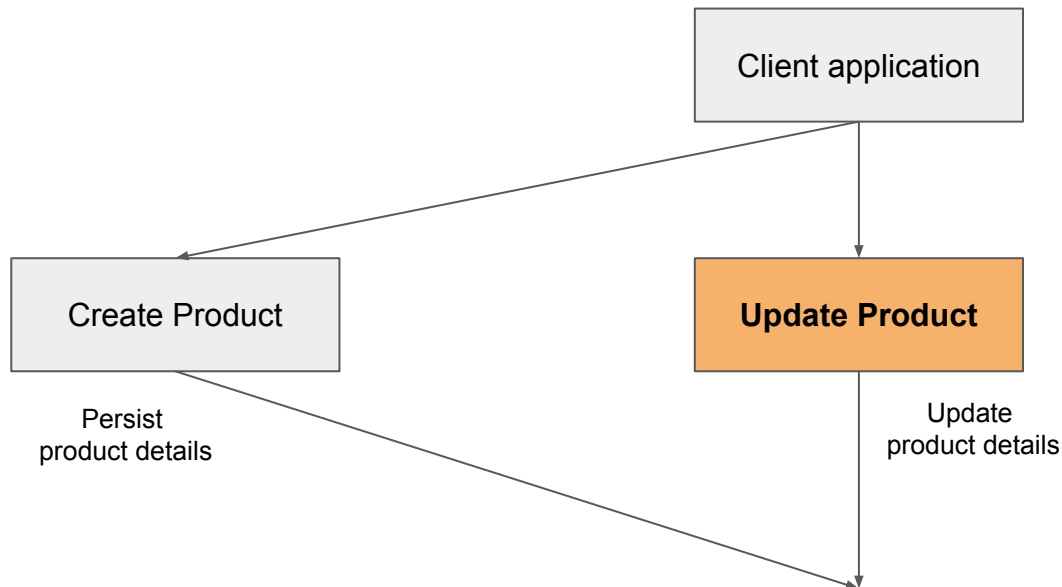 Client application
Create Product
Update Product
Persist
product details
Update
product details